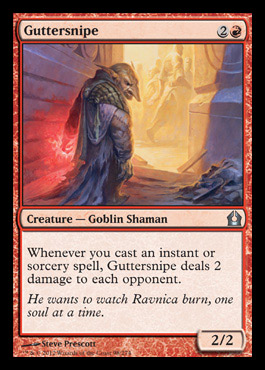 Guttersnipe 2
Creature — Goblin Shaman
Whenever you cast an instant or
sorcery spell, Guttersnipe deals 2
damage to each opponent.
He wants to watch Ravnica burn, one
soul at a time.
Steve Prescott
2/2